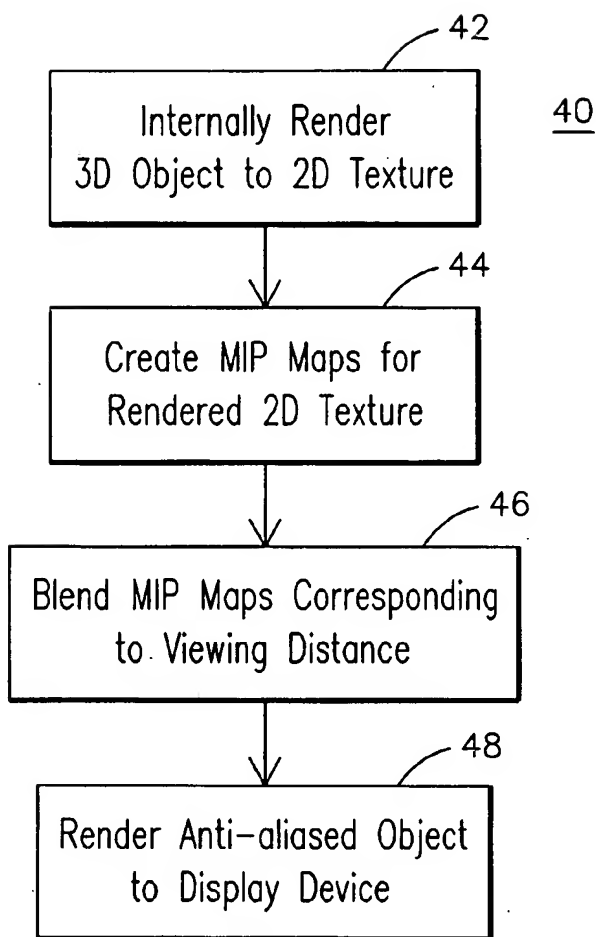 42
40
Internally Render
3D Object to 2D Texture
44
Create MIP Maps for
Rendered 2D Texture
46
Blend MIP Maps Corresponding
to Viewing Distance
48
Render Anti-aliased Object
to Display Device